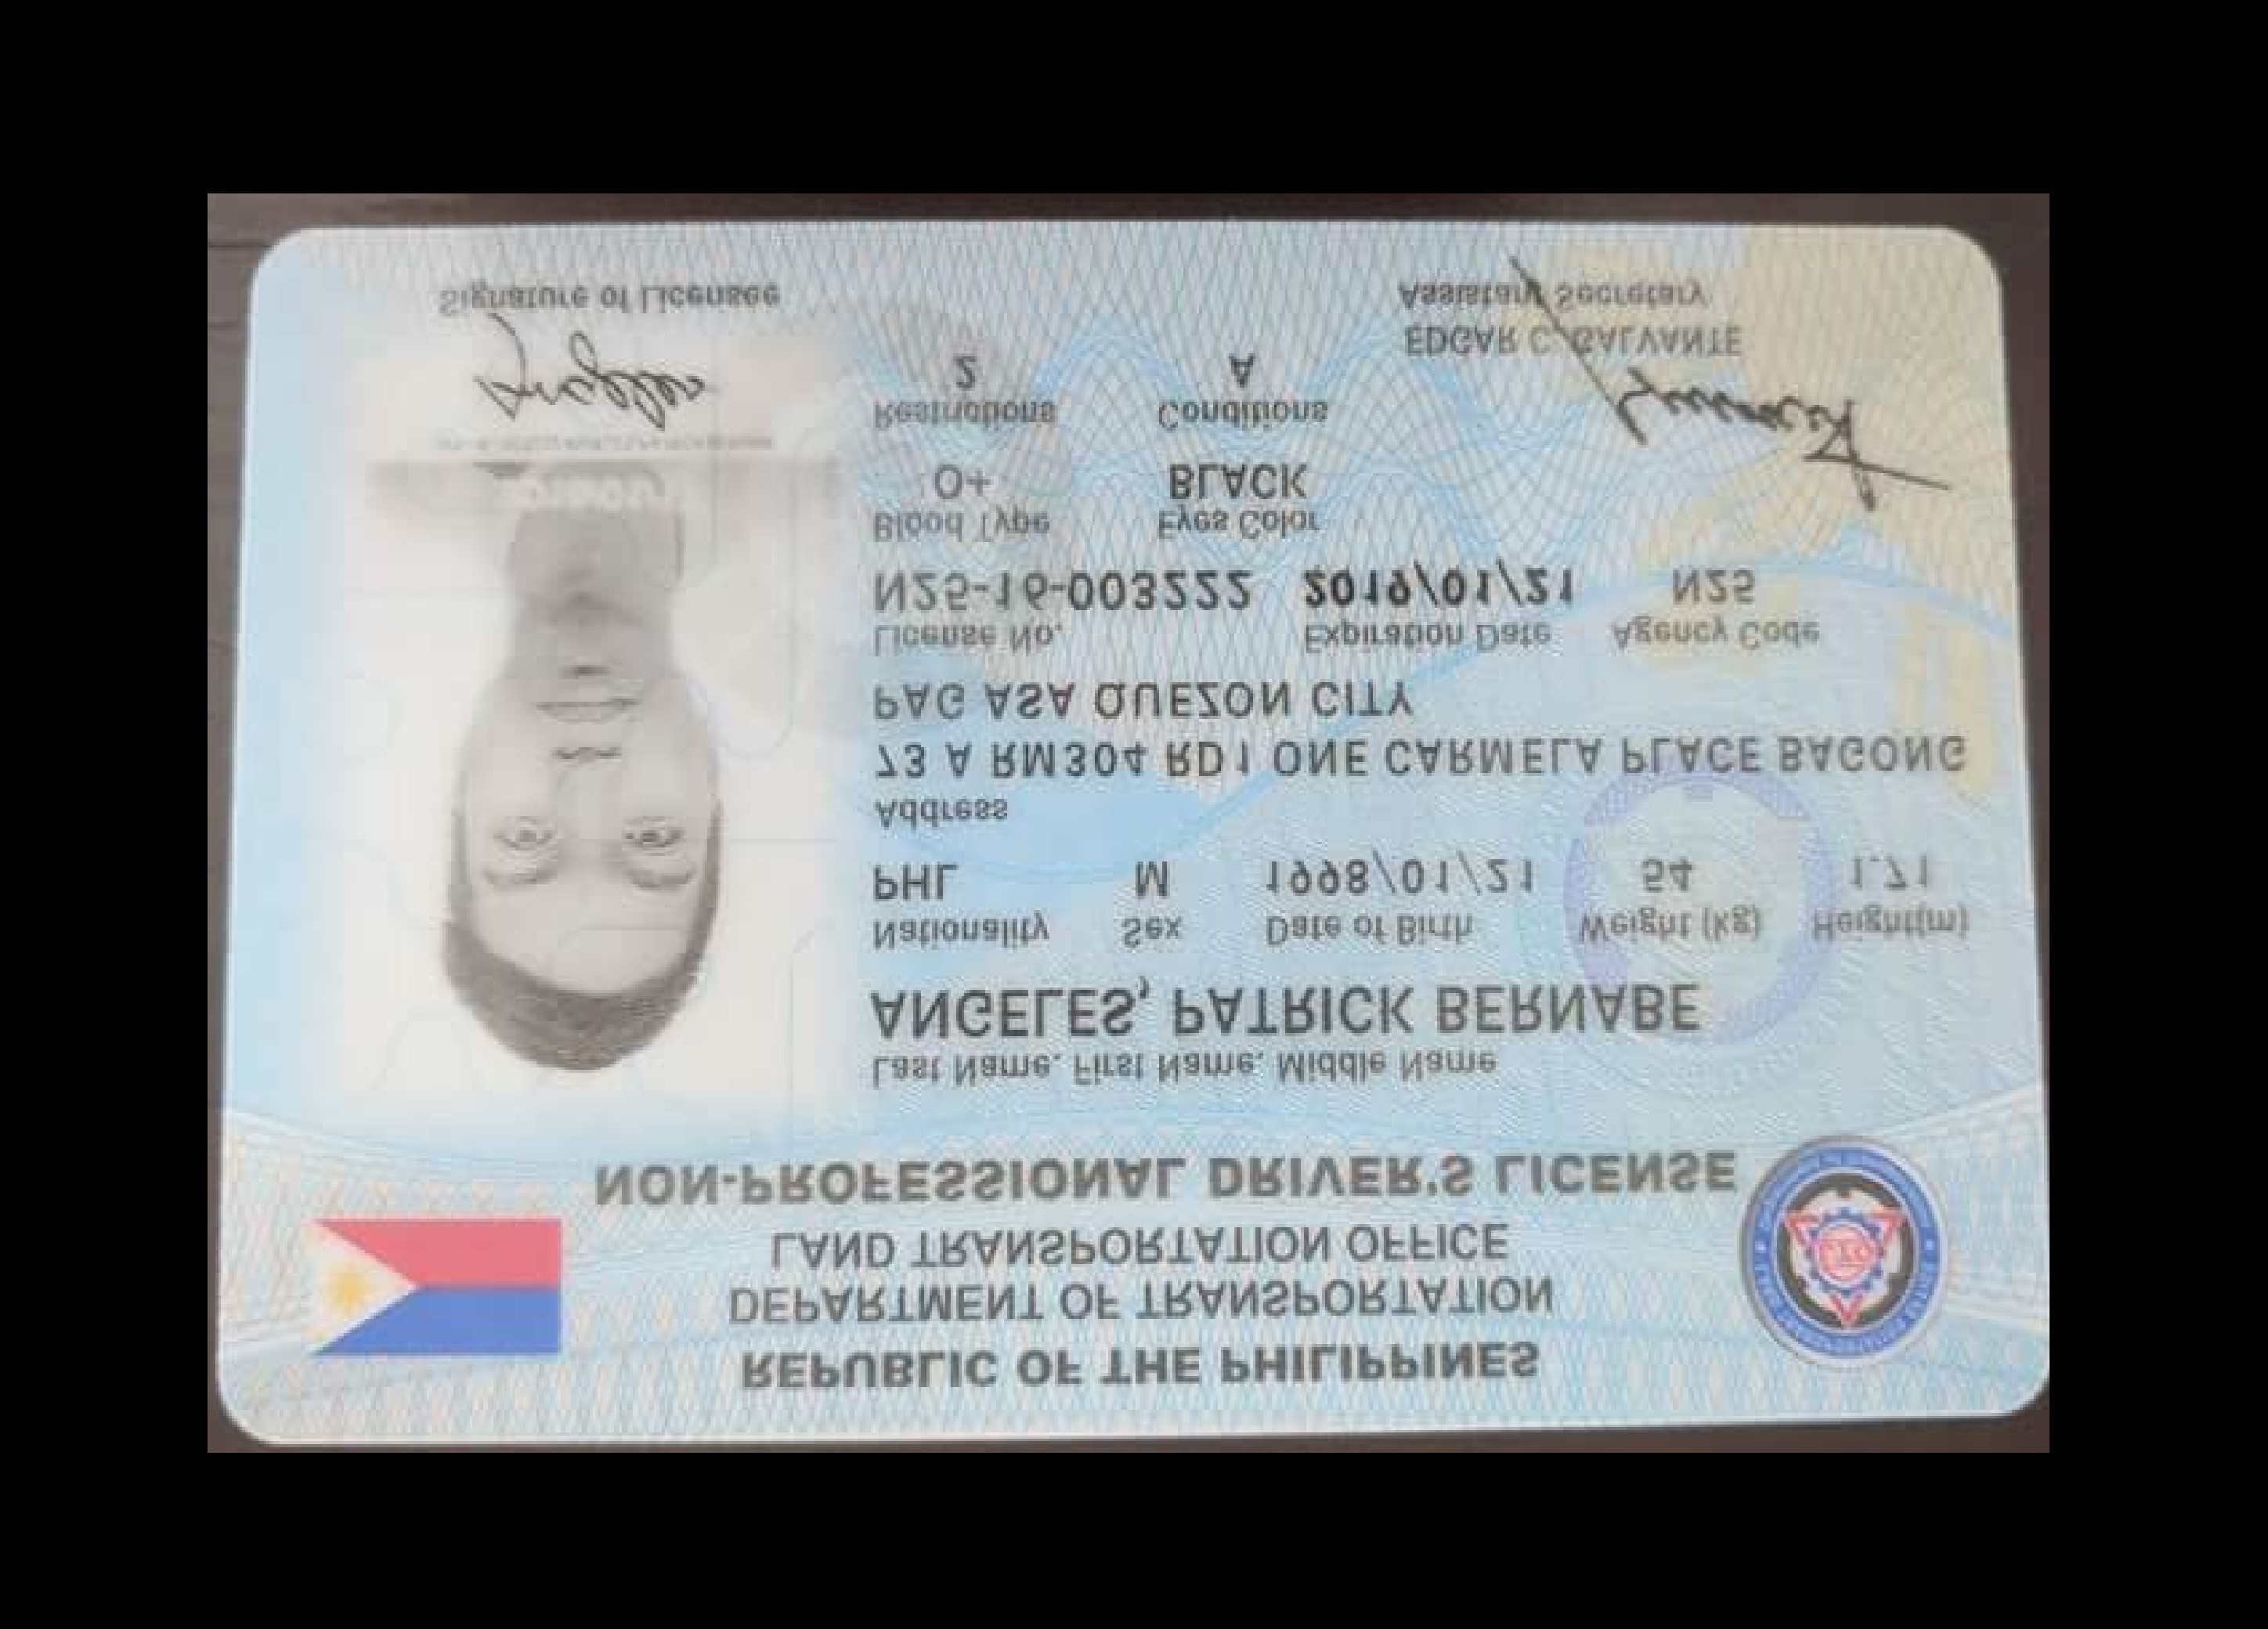 REPUBLIC OF THE PHILIPPINES
DEPARTMENT OF TRANSPORTATION
LAND TRANSPORTATION OFFICE
NON-PROFESSIONAL DRIVER'S LICENSE
Last Name. First Name. Middle Name
ANGELES, PATRICK BERNABE
Nationality Sex Date of Birth Weight (kg) Height(m)
PHL M 1998/01/21 54 1.71
Address
73 A RM304 RD1 ONE CARMELA PLACE BAGONG
PAG ASA QUEZON CITY
License No. Expiration Date Agency Code
N25-16-003222 2019/01/21 N25
Blood Type Eyes Color
O+ BLACK
Restrictions Conditions
2 A
EDGAR C. GALVANTE
Assistant Secretary
Signature of Licensee